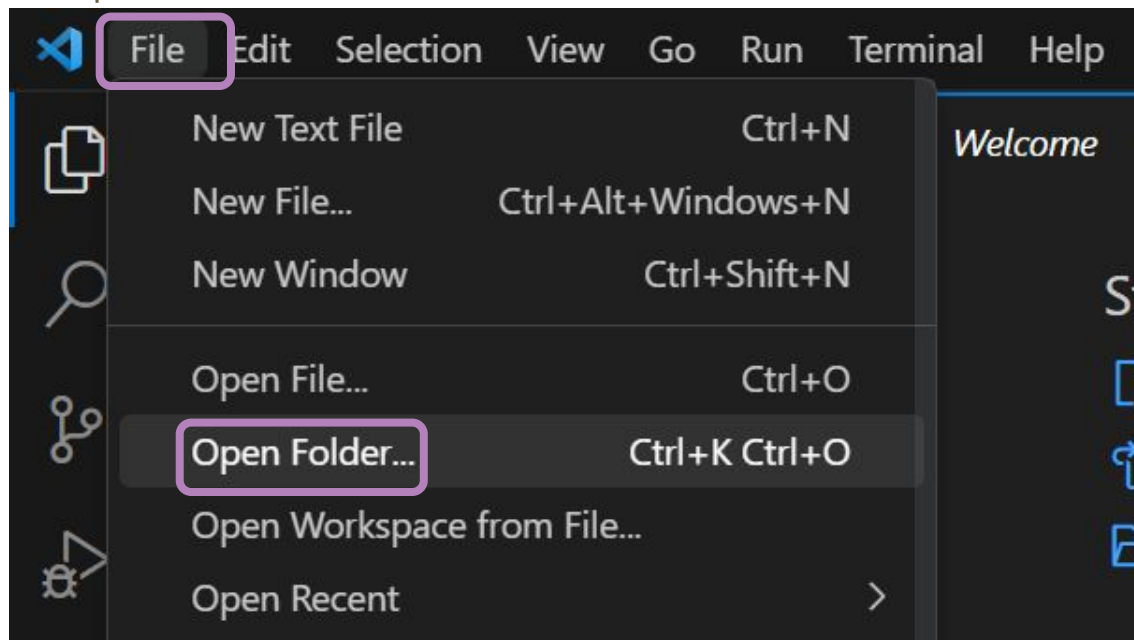 File Edit Selection View Go Run Terminal Help
New Text File Ctrl+N
Welcome
New File... Ctrl+Alt+Windows+N
New Window Ctrl+Shift+N
Open File... Ctrl+O
Open Folder... Ctrl+K Ctrl+O
Open Workspace from File...
Open Recent